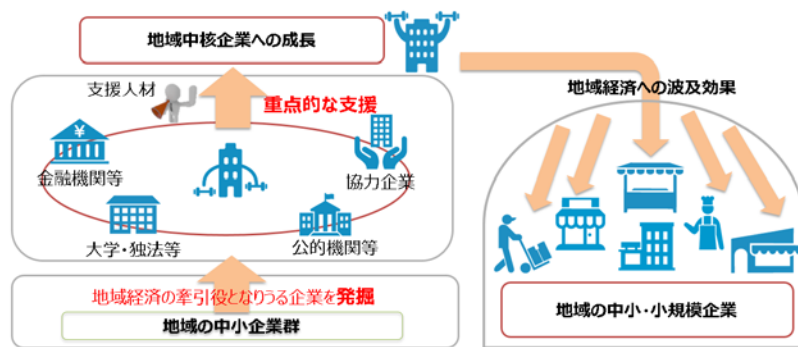 地域中核企業への成長
支援人材
重点的な支援
¥
金融機関等
協力企業
大学・独法等
公的機関等
地域経済の牽引役となりうる企業を発掘
地域の中小企業群
地域経済への波及効果
地域の中小・小規模企業